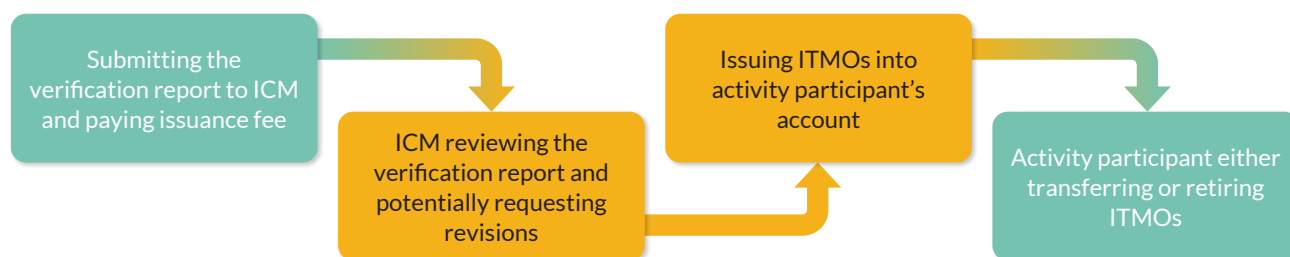 Submitting the
verification report to ICM
and paying issuance fee
ICM reviewing the
verification report and
potentially requesting
revisions
Issuing ITMOs into
activity participant’s
account
Activity participant either
transferring or retiring
ITMOs